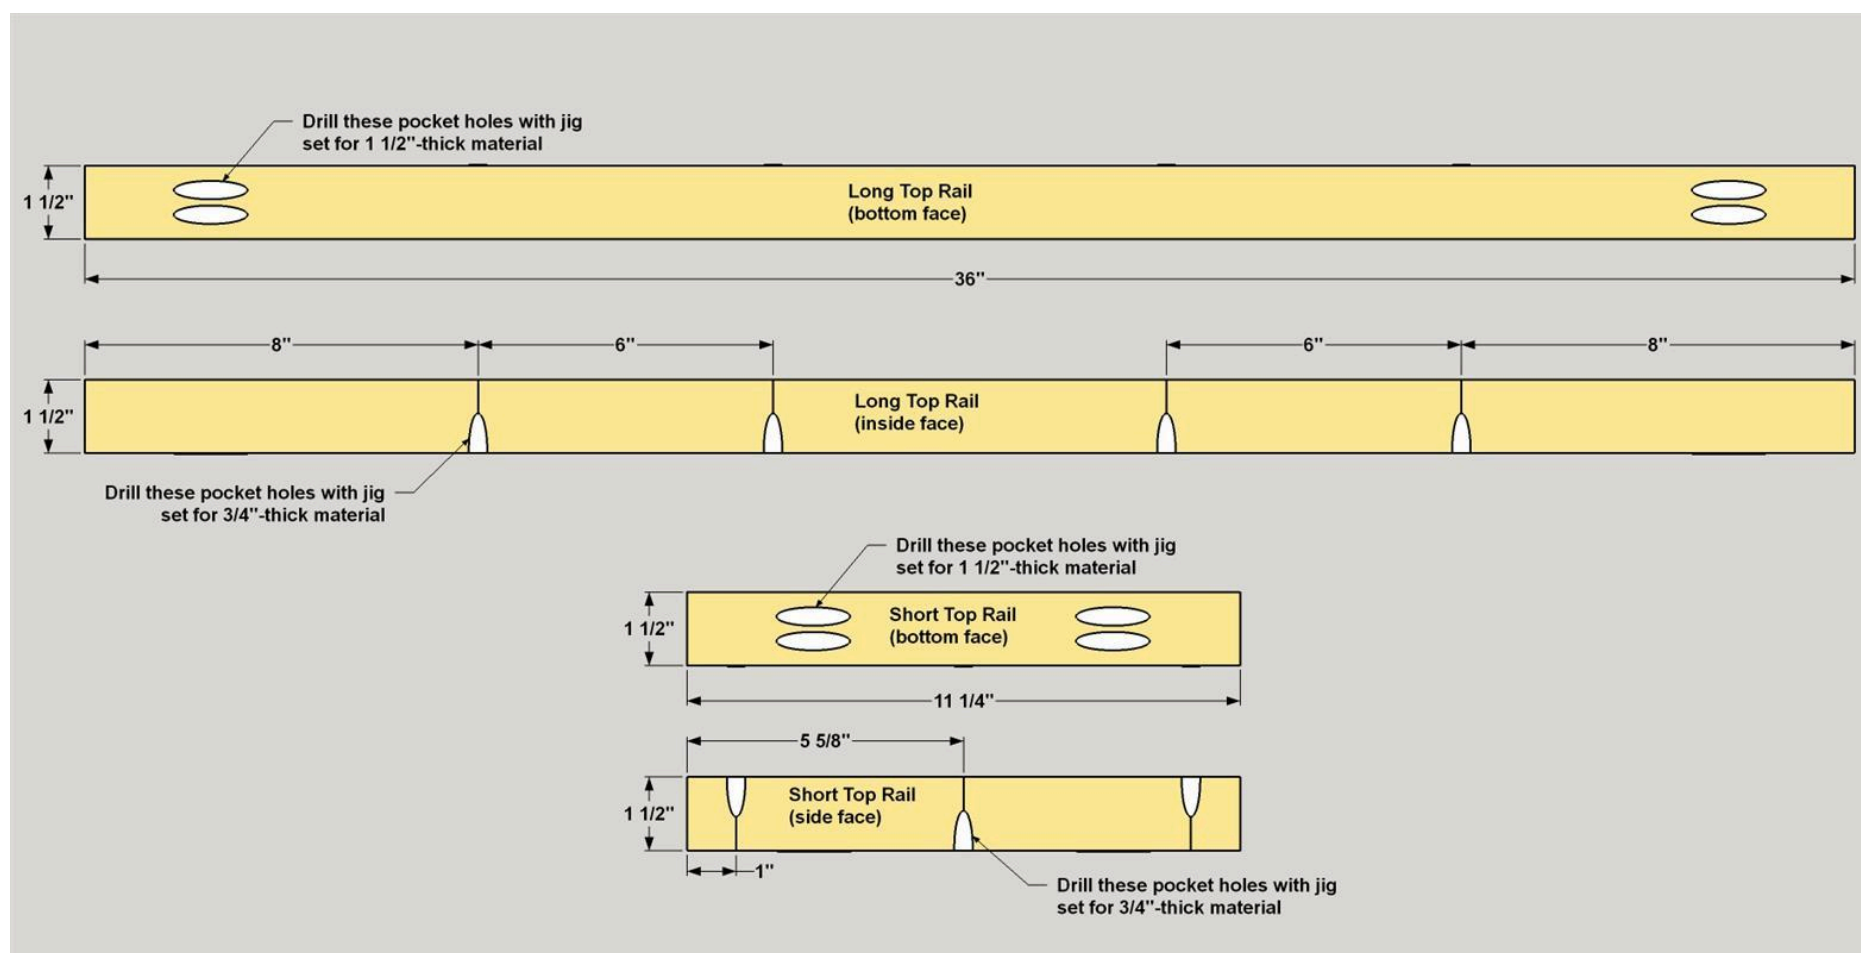 Drill these pocket holes with jig
set for 1 1/2"-thick material
1 1/2"
Long Top Rail
(bottom face)
36"
8"
6"
6"
8"
1 1/2"
Long Top Rail
(inside face)
Drill these pocket holes with jig
set for 3/4"-thick material
Drill these pocket holes with jig
set for 1 1/2"-thick material
1 1/2"
Short Top Rail
(bottom face)
11 1/4"
5 5/8"
1 1/2"
Short Top Rail
(side face)
1"
Drill these pocket holes with jig
set for 3/4"-thick material